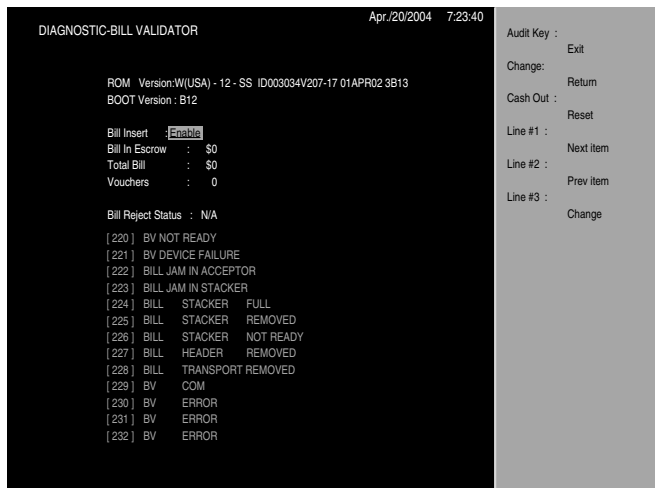 Apr./20/2004 7:23:40
DIAGNOSTIC-BILL VALIDATOR
ROM Version:W(USA) - 12 - SS ID003034V207-17 01APR02 3B13
BOOT Version : B12
Bill Insert : Enable
Bill In Escrow : $0
Total Bill : $0
Vouchers : 0
Bill Reject Status : N/A
[ 220 ] BV NOT READY
[ 221 ] BV DEVICE FAILURE
[ 222 ] BILL JAM IN ACCEPTOR
[ 223 ] BILL JAM IN STACKER
[ 224 ] BILL STACKER FULL
[ 225 ] BILL STACKER REMOVED
[ 226 ] BILL STACKER NOT READY
[ 227 ] BILL HEADER REMOVED
[ 228 ] BILL TRANSPORT REMOVED
[ 229 ] BV COM
[ 230 ] BV ERROR
[ 231 ] BV ERROR
[ 232 ] BV ERROR
Audit Key :
Exit
Change:
Return
Cash Out :
Reset
Line #1 :
Next item
Line #2 :
Prev item
Line #3 :
Change